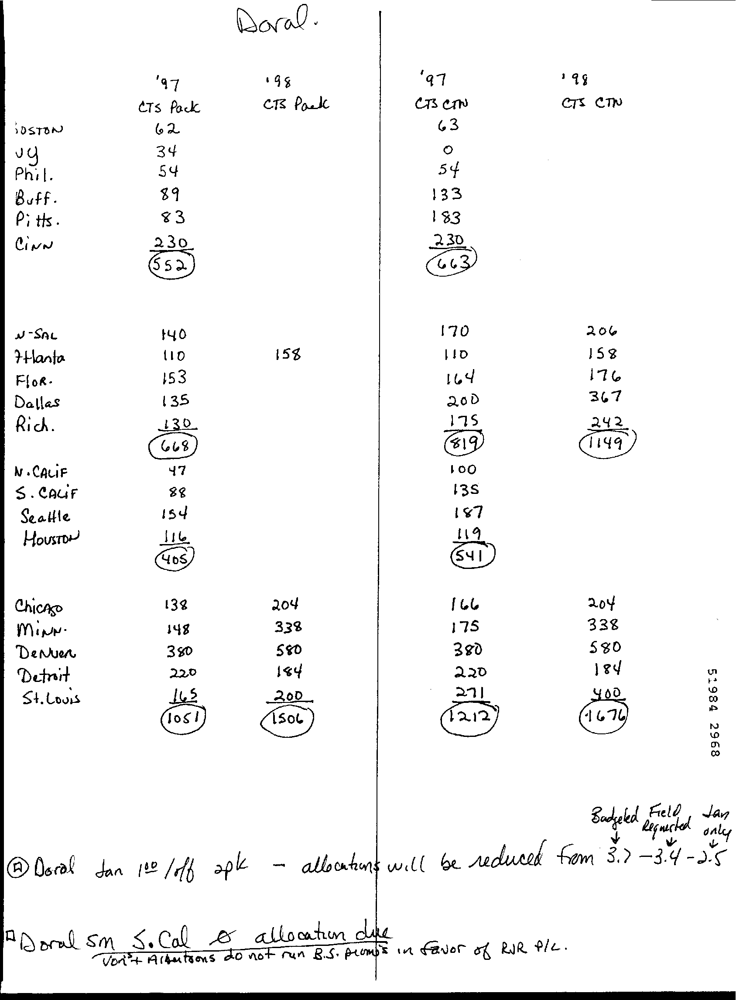 Doral.
'97 '98 '97 '98
CTS Pack CTS Pack CTS CTN CTS CTN
BOSTON 62 63
NY 34 0
Phil. 54 54
Buff. 89 133
Pitts. 83 183
CINN 230 230
552 663
W-SAL 140 170 206
Atlanta 110 158 110 158
FLOR. 153 164 176
Dallas 135 200 367
Rich. 130 175 242
668 819 1149
N. CALIF 47 100
S. CALIF 88 135
Seattle 154 187
HOUSTON 116 119
405 541
Chicago 138 204 166 204
MINN. 148 338 175 338
Denver 380 580 380 580
Detroit 220 184 220 184
St. Louis 165 200 271 400
1051 1506 1212 1676
51984 2968
Budgeted Field Requested Jan only
Doral Jan 1.00 /off 2pk — allocations will be reduced from 3.7 – 3.4 – 2.5
Doral Sm S. Cal allocation due
Von's + Albertsons do not run B.S. promo's in favor of RJR P/L.